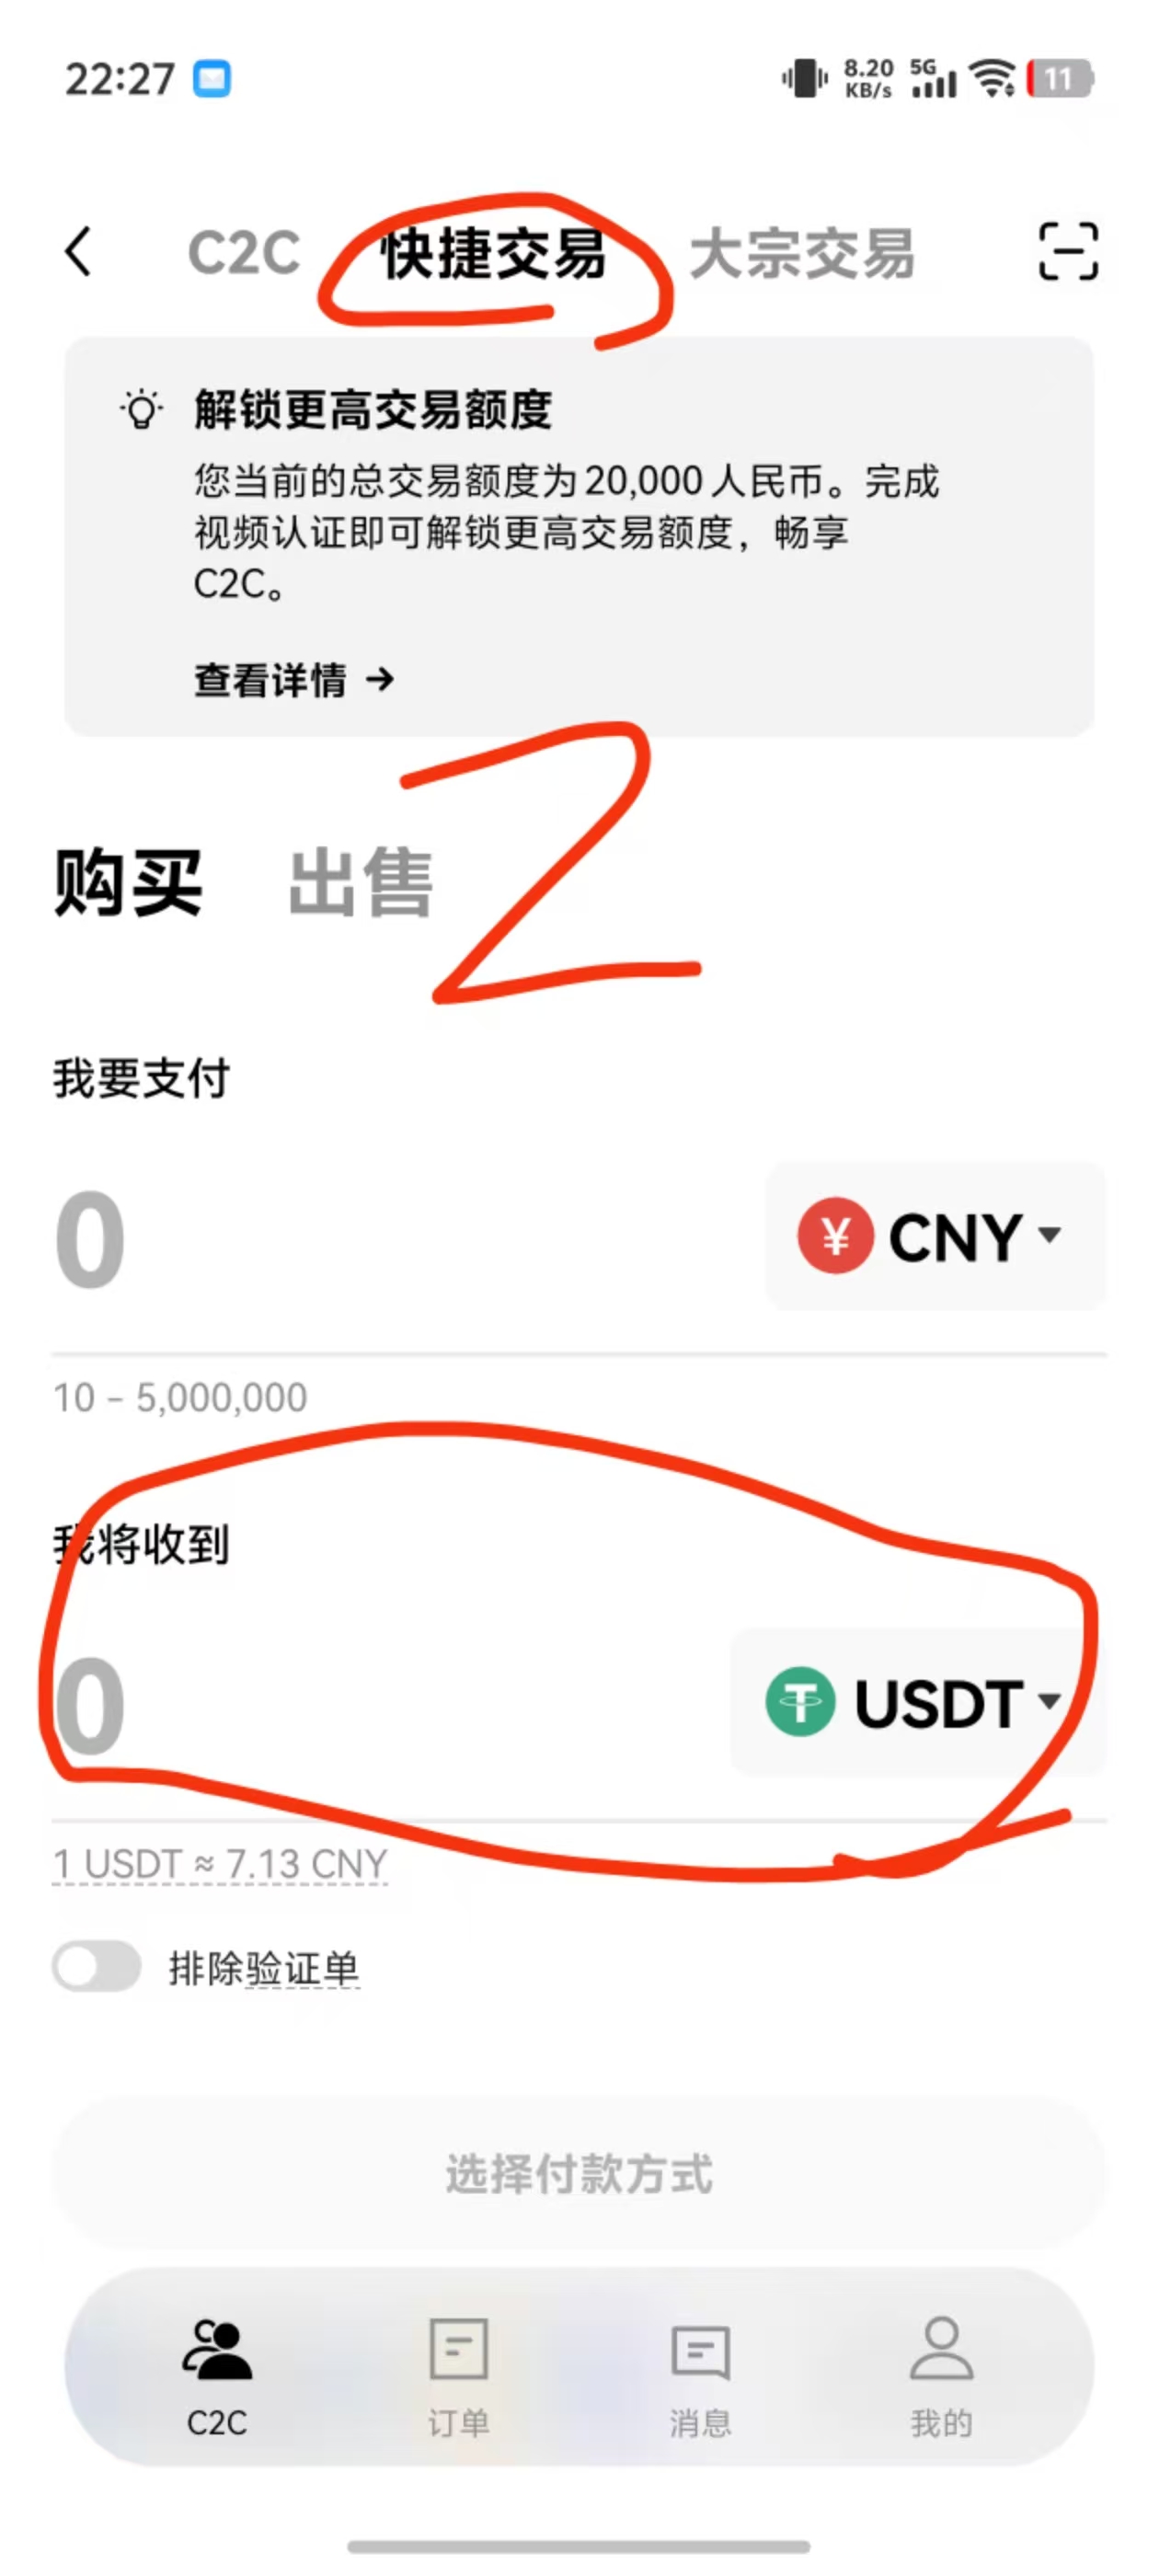 22:27 8.20 KB/s 5G 11
C2C 快捷交易 大宗交易
解锁更高交易额度
您当前的总交易额度为20,000人民币。完成
视频认证即可解锁更高交易额度，畅享
C2C。
查看详情 →
2
购买 出售
我要支付
0 ¥ CNY
10 – 5,000,000
我将收到
0 USDT
1 USDT ≈ 7.13 CNY
排除验证单
选择付款方式
C2C 订单 消息 我的